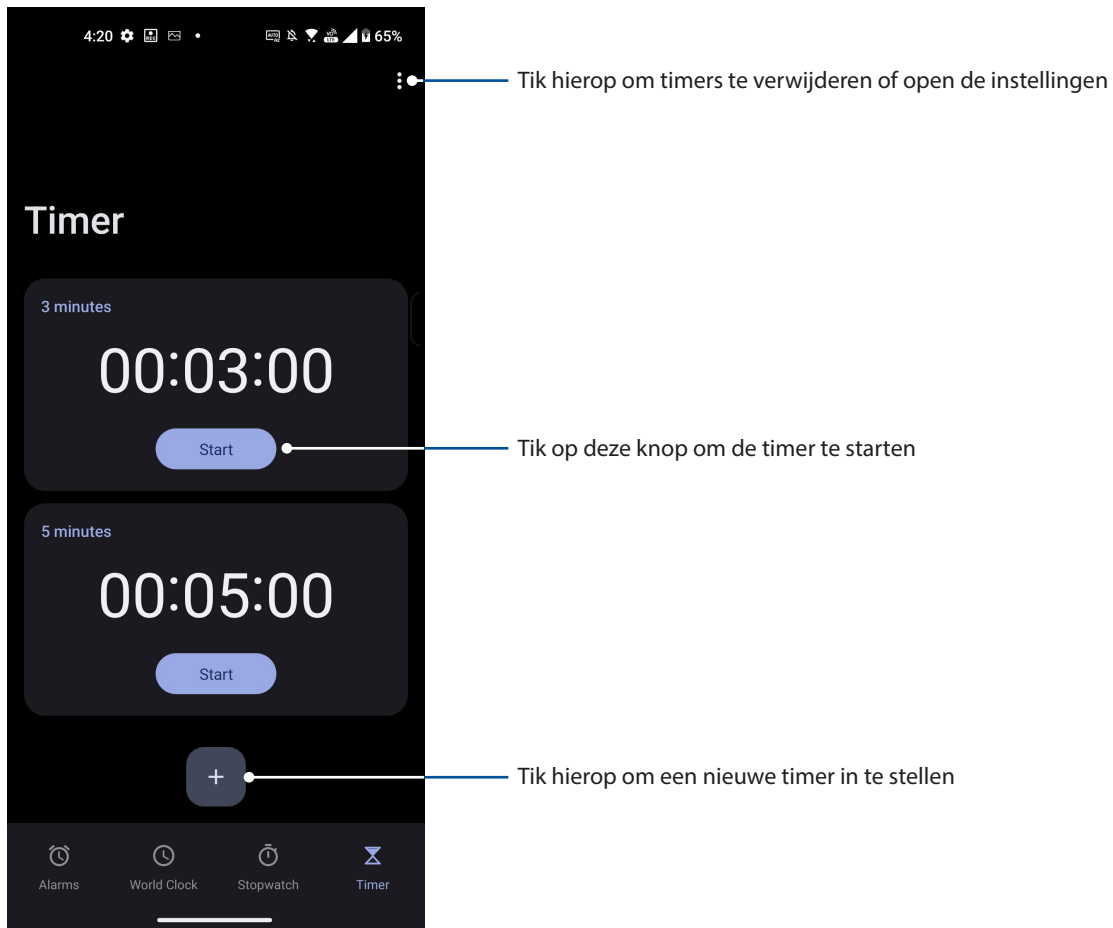 4:20
65%
Tik hierop om timers te verwijderen of open de instellingen
Timer
3 minutes
00:03:00
Start
Tik op deze knop om de timer te starten
5 minutes
00:05:00
Start
+
Tik hierop om een nieuwe timer in te stellen
Alarms World Clock Stopwatch Timer